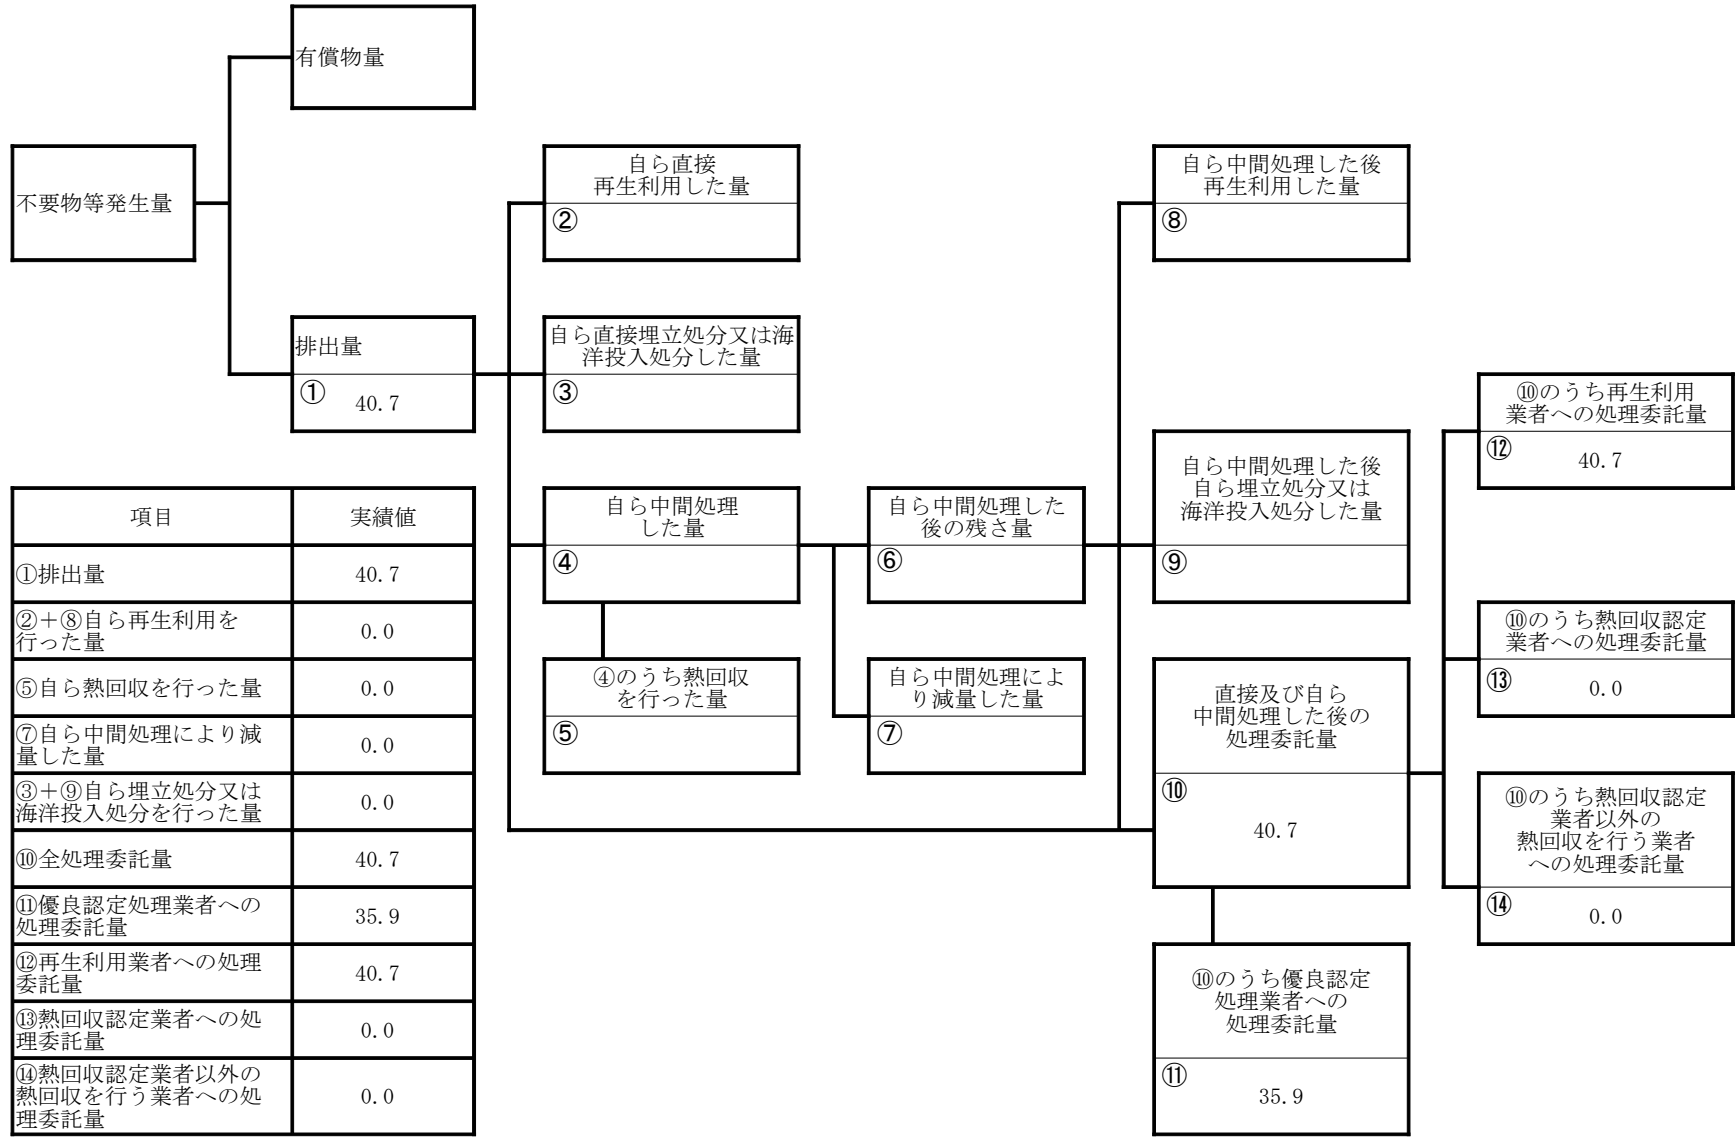 有償物量
不要物等発生量
自ら直接
再生利用した量
②
自ら中間処理した後
再生利用した量
⑧
排出量
①
40.7
自ら直接埋立処分又は海
洋投入処分した量
③
⑩のうち再生利用
業者への処理委託量
⑫
40.7
自ら中間処理
した量
④
自ら中間処理した
後の残さ量
⑥
自ら中間処理した後
自ら埋立処分又は
海洋投入処分した量
⑨
⑩のうち熱回収認定
業者への処理委託量
⑬
0.0
④のうち熱回収
を行った量
⑤
自ら中間処理によ
り減量した量
⑦
直接及び自ら
中間処理した後の
処理委託量
⑩
40.7
⑩のうち熱回収認定
業者以外の
熱回収を行う業者
への処理委託量
⑭
0.0
⑩のうち優良認定
処理業者への
処理委託量
⑪
35.9
項目 実績値
①排出量 40.7
②+⑧自ら再生利用を
行った量 0.0
⑤自ら熱回収を行った量 0.0
⑦自ら中間処理により減
量した量 0.0
③+⑨自ら埋立処分又は
海洋投入処分を行った量 0.0
⑩全処理委託量 40.7
⑪優良認定処理業者への
処理委託量 35.9
⑫再生利用業者への処理
委託量 40.7
⑬熱回収認定業者への処
理委託量 0.0
⑭熱回収認定業者以外の
熱回収を行う業者への処 0.0
理委託量